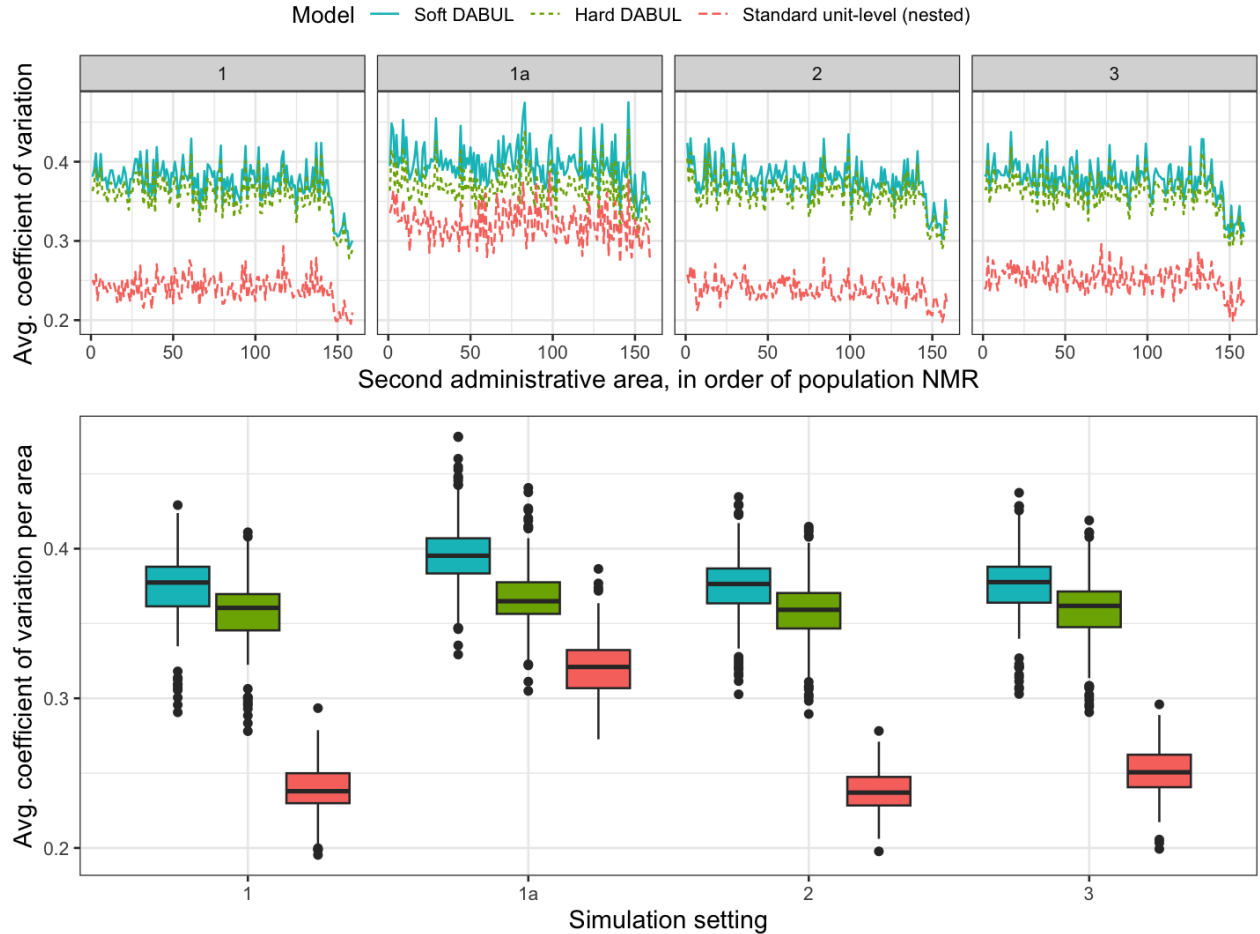 Model Soft DABUL Hard DABUL Standard unit-level (nested)
1 1a 2 3
Avg. coefficient of variation
0.4
0.3
0.2
0 50 100 150 0 50 100 150 0 50 100 150 0 50 100 150
Second administrative area, in order of population NMR
Avg. coefficient of variation per area
0.4
0.3
0.2
1 1a 2 3
Simulation setting